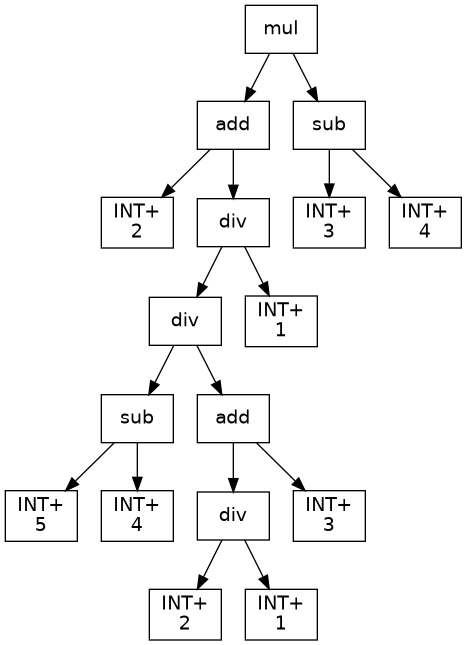 mul
add
sub
INT+
2
div
INT+
3
INT+
4
div
INT+
1
sub
add
INT+
5
INT+
4
div
INT+
3
INT+
2
INT+
1